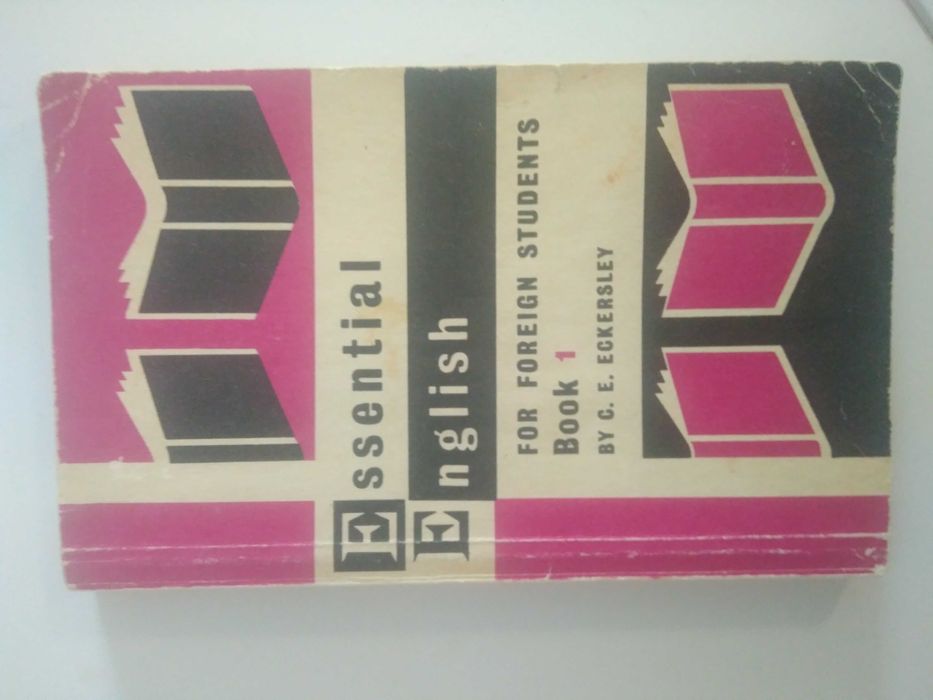 Essential
English
FOR FOREIGN STUDENTS
Book 1
BY C. E. ECKERSLEY